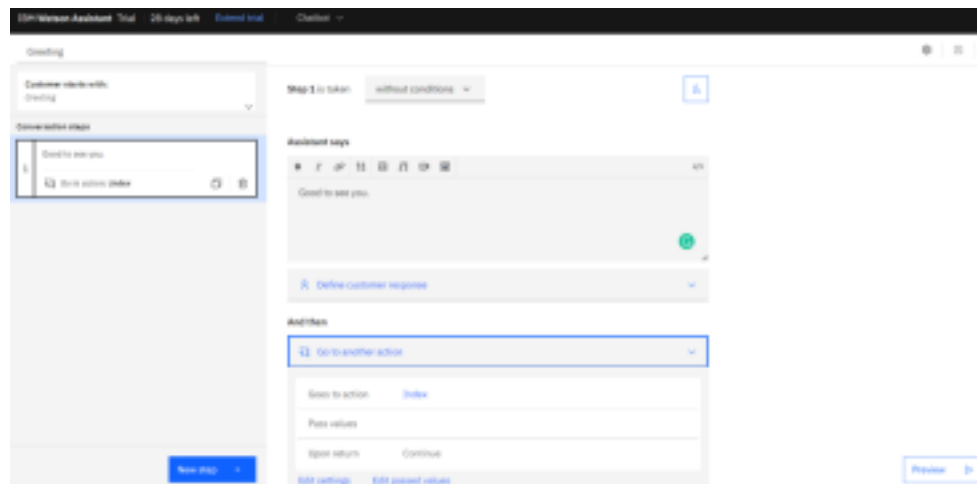 IBM Watson Assistant Trial 28 days left Extend trial Chatbot
Greeting
Customer starts with:
Greeting
Conversation steps
1
Good to see you.
Go to action: Index
New step +
Step 1 is taken without conditions
Assistant says
Good to see you.
Define customer response
And then
Go to another action
Goes to action Index
Pass values
Upon return Continue
Edit settings Edit passed values
Preview